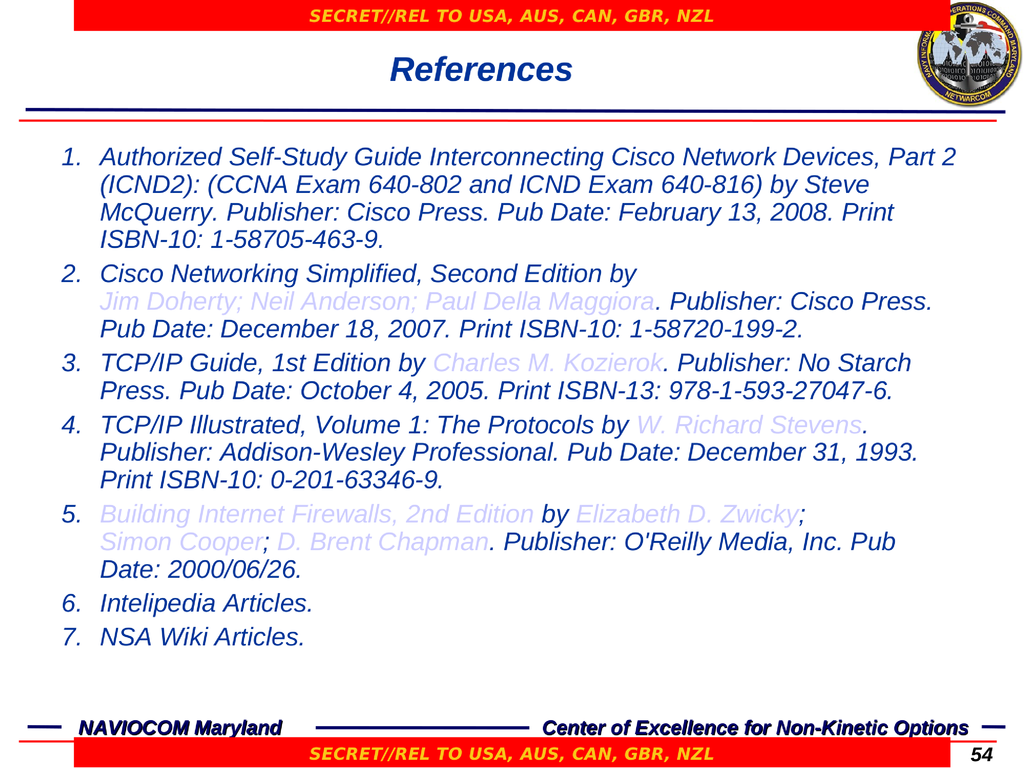 SECRET//REL TO USA, AUS, CAN, GBR, NZL
References
NETWARCOM
1. Authorized Self-Study Guide Interconnecting Cisco Network Devices, Part 2
(ICND2): (CCNA Exam 640-802 and ICND Exam 640-816) by Steve
McQuerry. Publisher: Cisco Press. Pub Date: February 13, 2008. Print
ISBN-10: 1-58705-463-9.
2. Cisco Networking Simplified, Second Edition by
Jim Doherty; Neil Anderson; Paul Della Maggiora. Publisher: Cisco Press.
Pub Date: December 18, 2007. Print ISBN-10: 1-58720-199-2.
3. TCP/IP Guide, 1st Edition by Charles M. Kozierok. Publisher: No Starch
Press. Pub Date: October 4, 2005. Print ISBN-13: 978-1-593-27047-6.
4. TCP/IP Illustrated, Volume 1: The Protocols by W. Richard Stevens.
Publisher: Addison-Wesley Professional. Pub Date: December 31, 1993.
Print ISBN-10: 0-201-63346-9.
5. Building Internet Firewalls, 2nd Edition by Elizabeth D. Zwicky;
Simon Cooper; D. Brent Chapman. Publisher: O'Reilly Media, Inc. Pub
Date: 2000/06/26.
6. Intelipedia Articles.
7. NSA Wiki Articles.
NAVIOCOM Maryland
Center of Excellence for Non-Kinetic Options
SECRET//REL TO USA, AUS, CAN, GBR, NZL
54